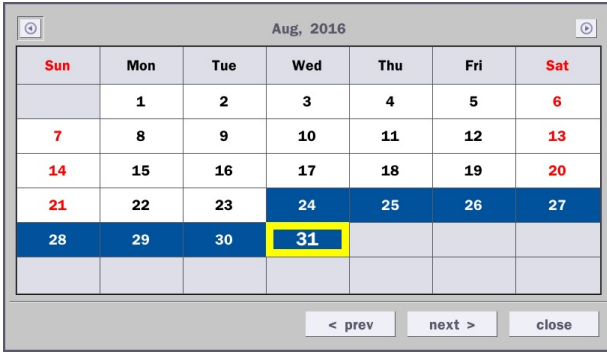 Aug, 2016
Sun Mon Tue Wed Thu Fri Sat
1 2 3 4 5 6
7 8 9 10 11 12 13
14 15 16 17 18 19 20
21 22 23 24 25 26 27
28 29 30 31
< prev next > close